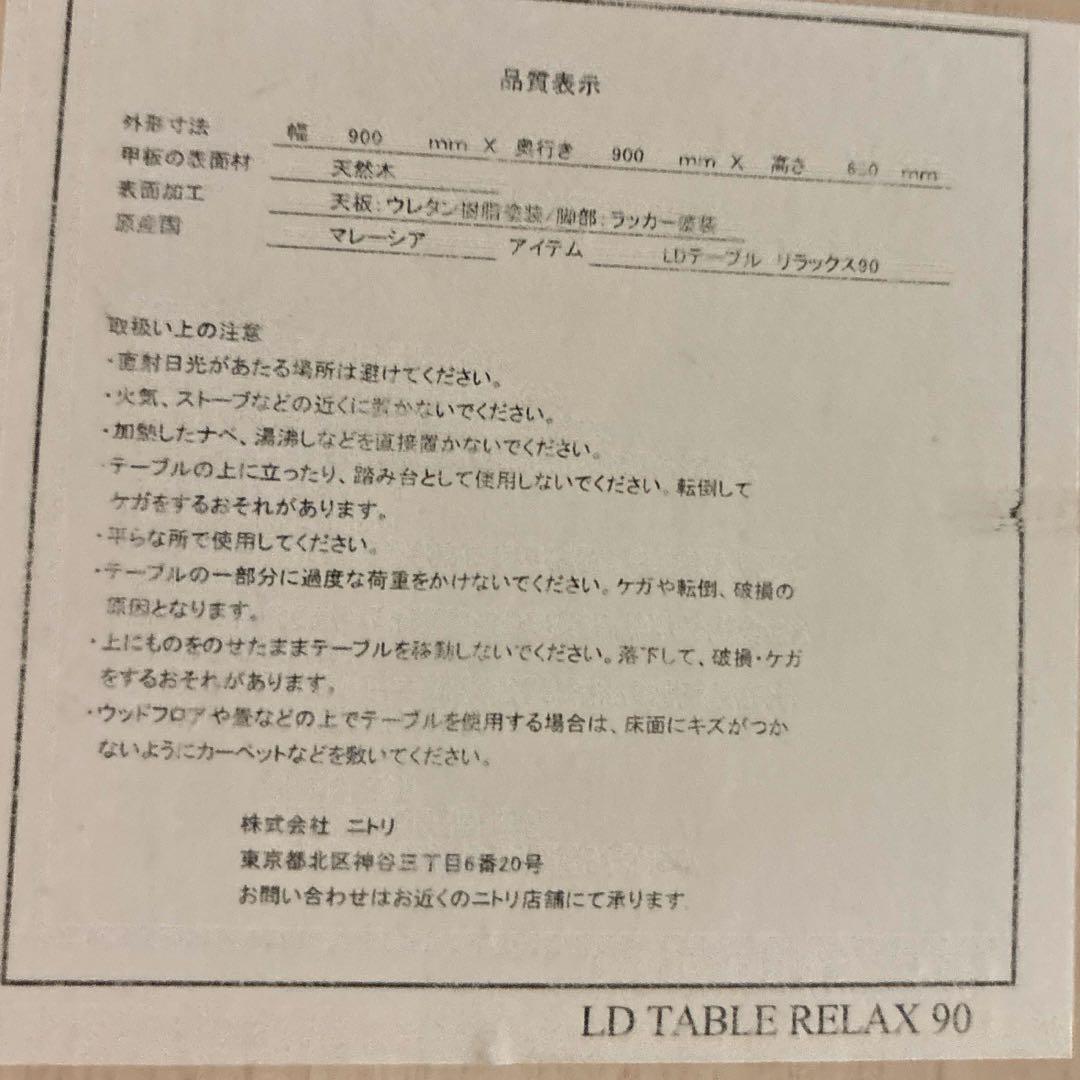 品質表示
外形寸法 幅 900 mm X 奥行き 900 mm X 高さ mm
甲板の表面材 天然木
表面加工 天板:ウレタン樹脂塗装/脚部:ラッカー塗装
原産国 マレーシア アイテム LDテーブル リラックス90
取扱い上の注意
・直射日光があたる場所は避けてください。
・火気、ストーブなどの近くに置かないでください。
・加熱したナベ、湯沸しなどを直接置かないでください。
・テーブルの上に立ったり、踏み台として使用しないでください。転倒して
ケガをするおそれがあります。
・平らな所で使用してください。
・テーブルの一部分に過度な荷重をかけないでください。ケガや転倒、破損の
原因となります。
・上にものをのせたままテーブルを移動しないでください。落下して、破損・ケガ
をするおそれがあります。
・ウッドフロアや畳などの上でテーブルを使用する場合は、床面にキズがつか
ないようにカーペットなどを敷いてください。
株式会社 ニトリ
東京都北区神谷三丁目6番20号
お問い合わせはお近くのニトリ店舗にて承ります
LD TABLE RELAX 90